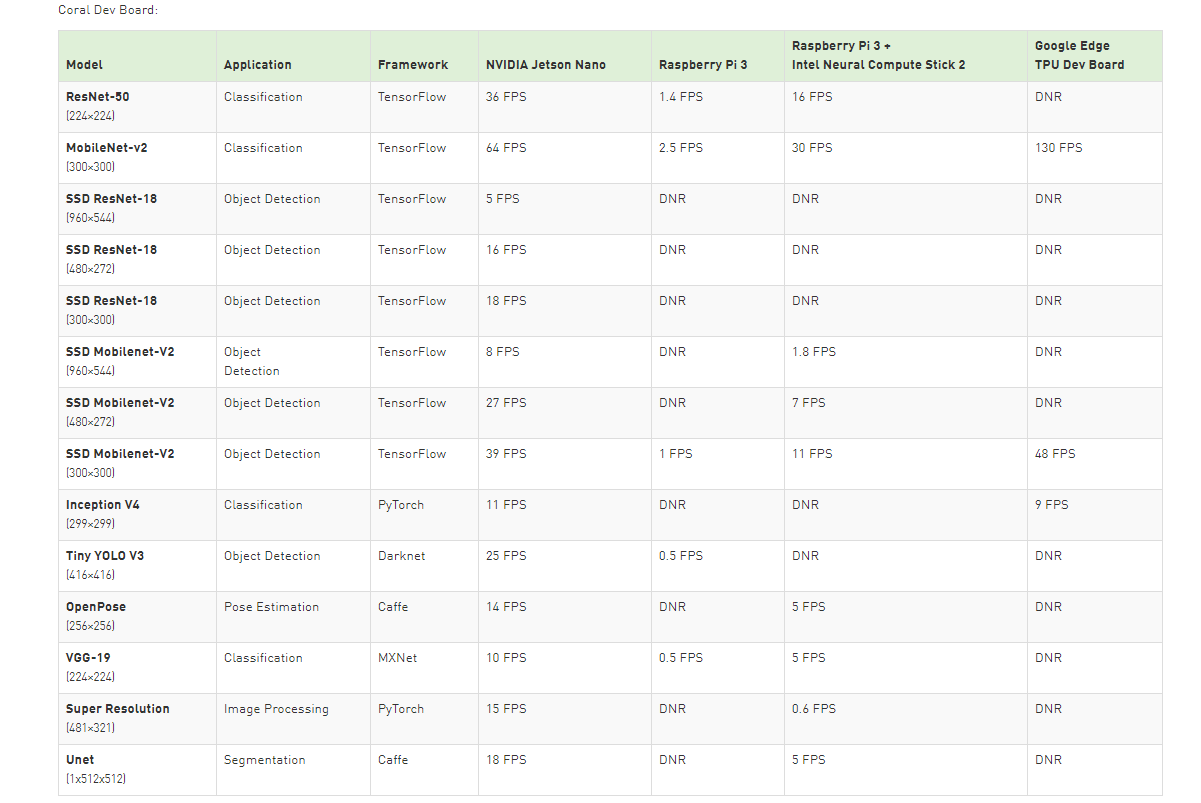 Coral Dev Board:
Model Application Framework NVIDIA Jetson Nano Raspberry Pi 3 Raspberry Pi 3 + Intel Neural Compute Stick 2 Google Edge TPU Dev Board
ResNet-50 Classification TensorFlow 36 FPS 1.4 FPS 16 FPS DNR
(224×224)
MobileNet-v2 Classification TensorFlow 64 FPS 2.5 FPS 30 FPS 130 FPS
(300×300)
SSD ResNet-18 Object Detection TensorFlow 5 FPS DNR DNR DNR
(960×544)
SSD ResNet-18 Object Detection TensorFlow 16 FPS DNR DNR DNR
(480×272)
SSD ResNet-18 Object Detection TensorFlow 18 FPS DNR DNR DNR
(300×300)
SSD Mobilenet-V2 Object TensorFlow 8 FPS DNR 1.8 FPS DNR
(960×544) Detection
SSD Mobilenet-V2 Object Detection TensorFlow 27 FPS DNR 7 FPS DNR
(480×272)
SSD Mobilenet-V2 Object Detection TensorFlow 39 FPS 1 FPS 11 FPS 48 FPS
(300×300)
Inception V4 Classification PyTorch 11 FPS DNR DNR 9 FPS
(299×299)
Tiny YOLO V3 Object Detection Darknet 25 FPS 0.5 FPS DNR DNR
(416×416)
OpenPose Pose Estimation Caffe 14 FPS DNR 5 FPS DNR
(256×256)
VGG-19 Classification MXNet 10 FPS 0.5 FPS 5 FPS DNR
(224×224)
Super Resolution Image Processing PyTorch 15 FPS DNR 0.6 FPS DNR
(481×321)
Unet Segmentation Caffe 18 FPS DNR 5 FPS DNR
(1x512x512)